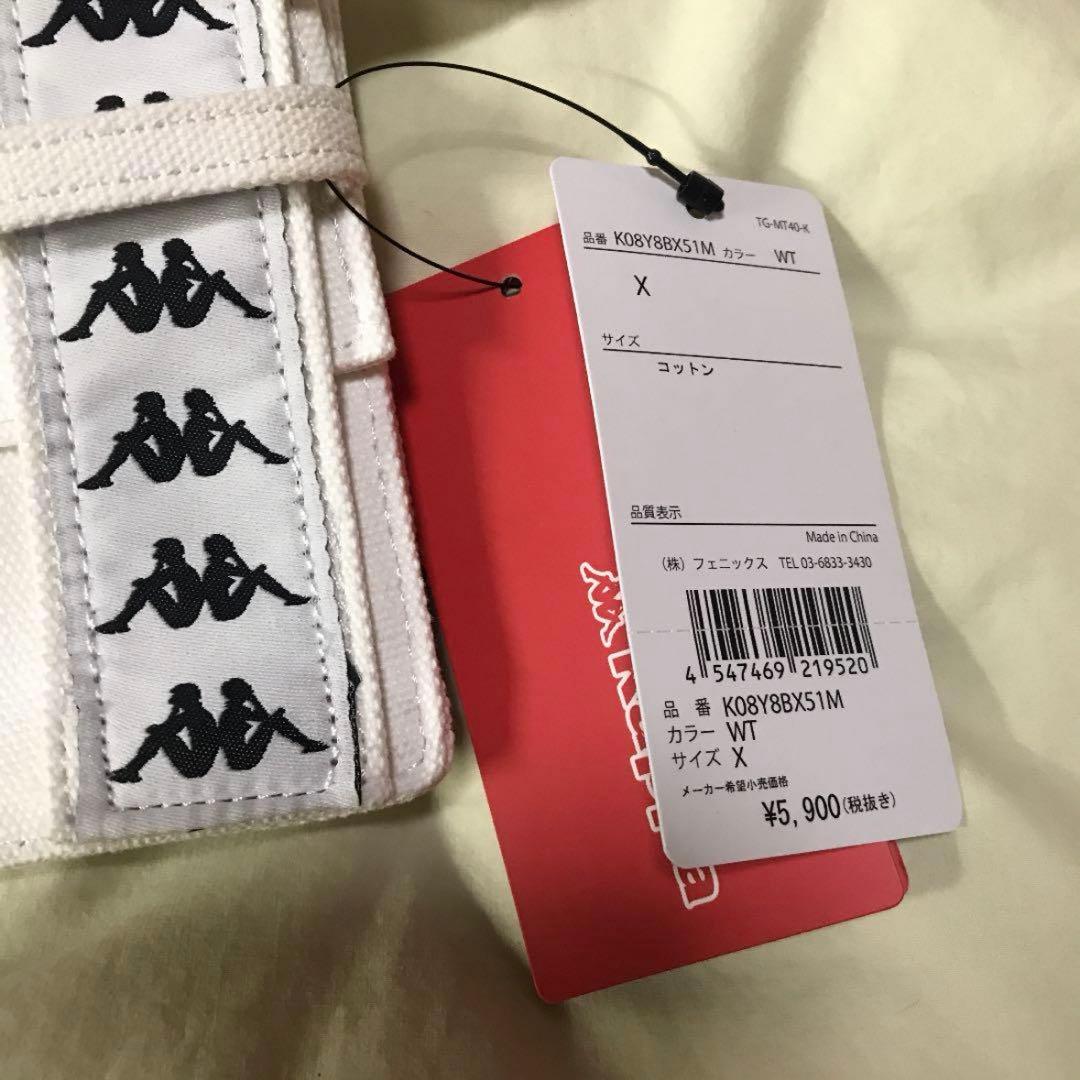 TG-MT40-K
品番 K08Y8BX51M カラー WT
X
サイズ
コットン
品質表示
Made in China
（株）フェニックス TEL 03-6833-3430
4 547469 219520
品 番 K08Y8BX51M
カラー WT
サイズ X
メーカー希望小売価格
¥5,900(税抜き)
Kappa